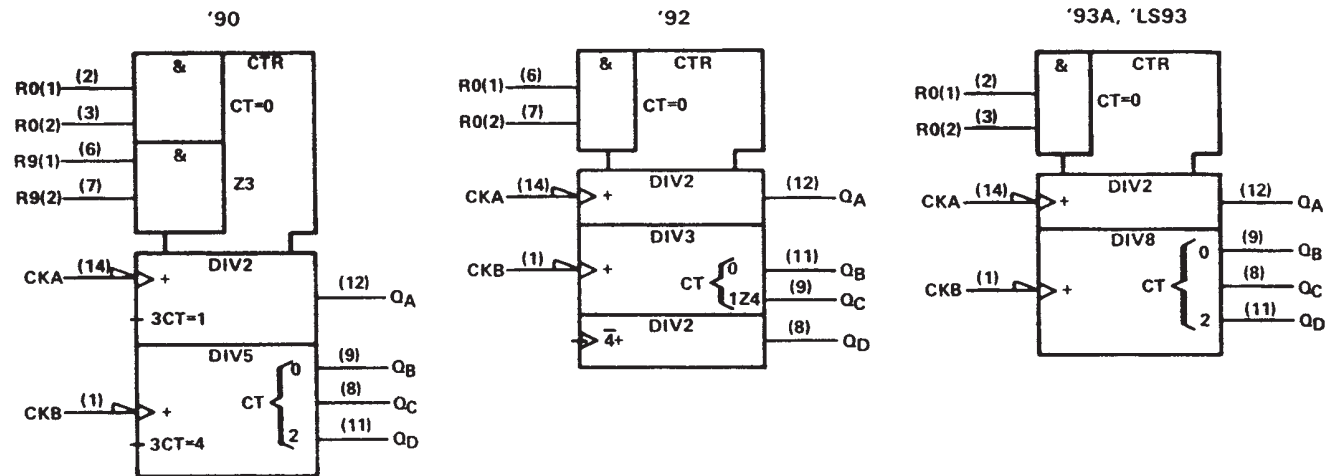 '90
&
CTR
R0(1) (2)
CT=0
R0(2) (3)
&
R9(1) (6)
Z3
R9(2) (7)
DIV2
CKA (14) +
(12) QA
3CT=1
DIV5
(9) QB
0
CKB (1) +
CT
(8) QC
2
(11) QD
3CT=4
'92
&
CTR
R0(1) (6)
CT=0
R0(2) (7)
DIV2
CKA (14) +
(12) QA
DIV3
CKB (1) +
CT
0
(11) QB
1Z4
(9) QC
DIV2
4̅+
(8) QD
'93A, 'LS93
&
CTR
R0(1) (2)
CT=0
R0(2) (3)
DIV2
CKA (14) +
(12) QA
DIV8
0
(9) QB
CKB (1) +
CT
(8) QC
2
(11) QD